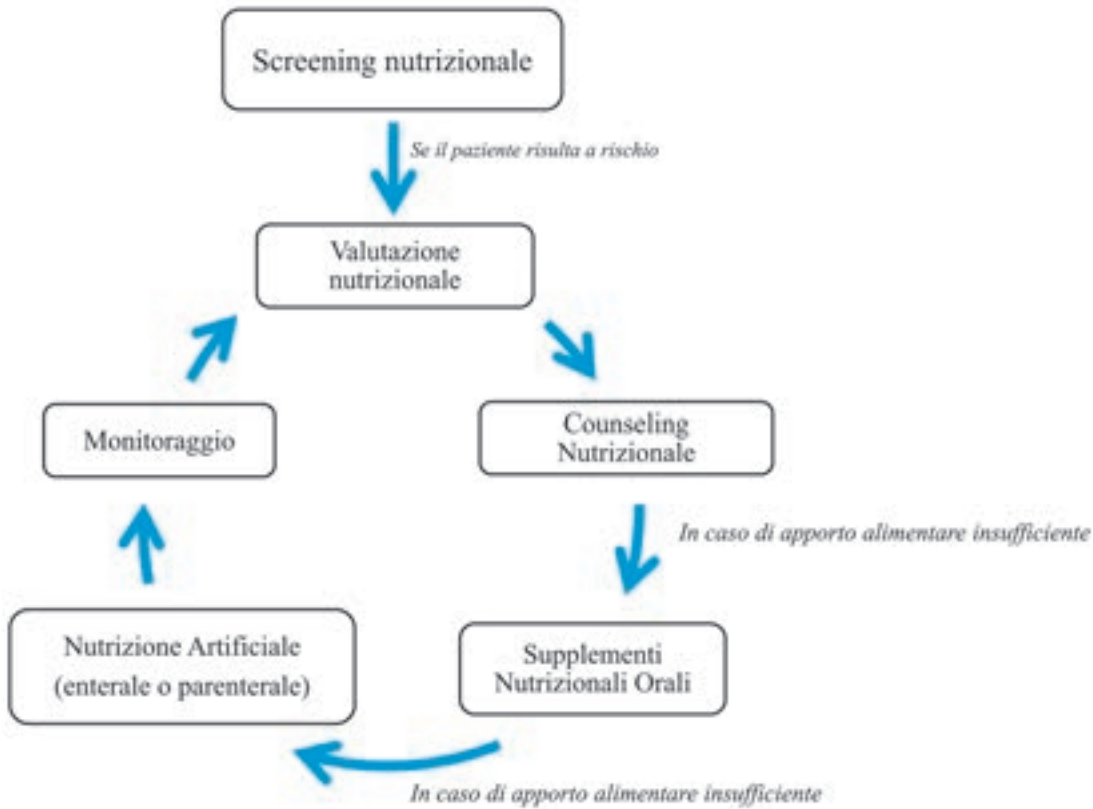 Screening nutrizionale
Se il paziente risulta a rischio
Valutazione
nutrizionale
Counseling
Nutrizionale
In caso di apporto alimentare insufficiente
Supplementi
Nutrizionali Orali
In caso di apporto alimentare insufficiente
Nutrizione Artificiale
(enterale o parenterale)
Monitoraggio